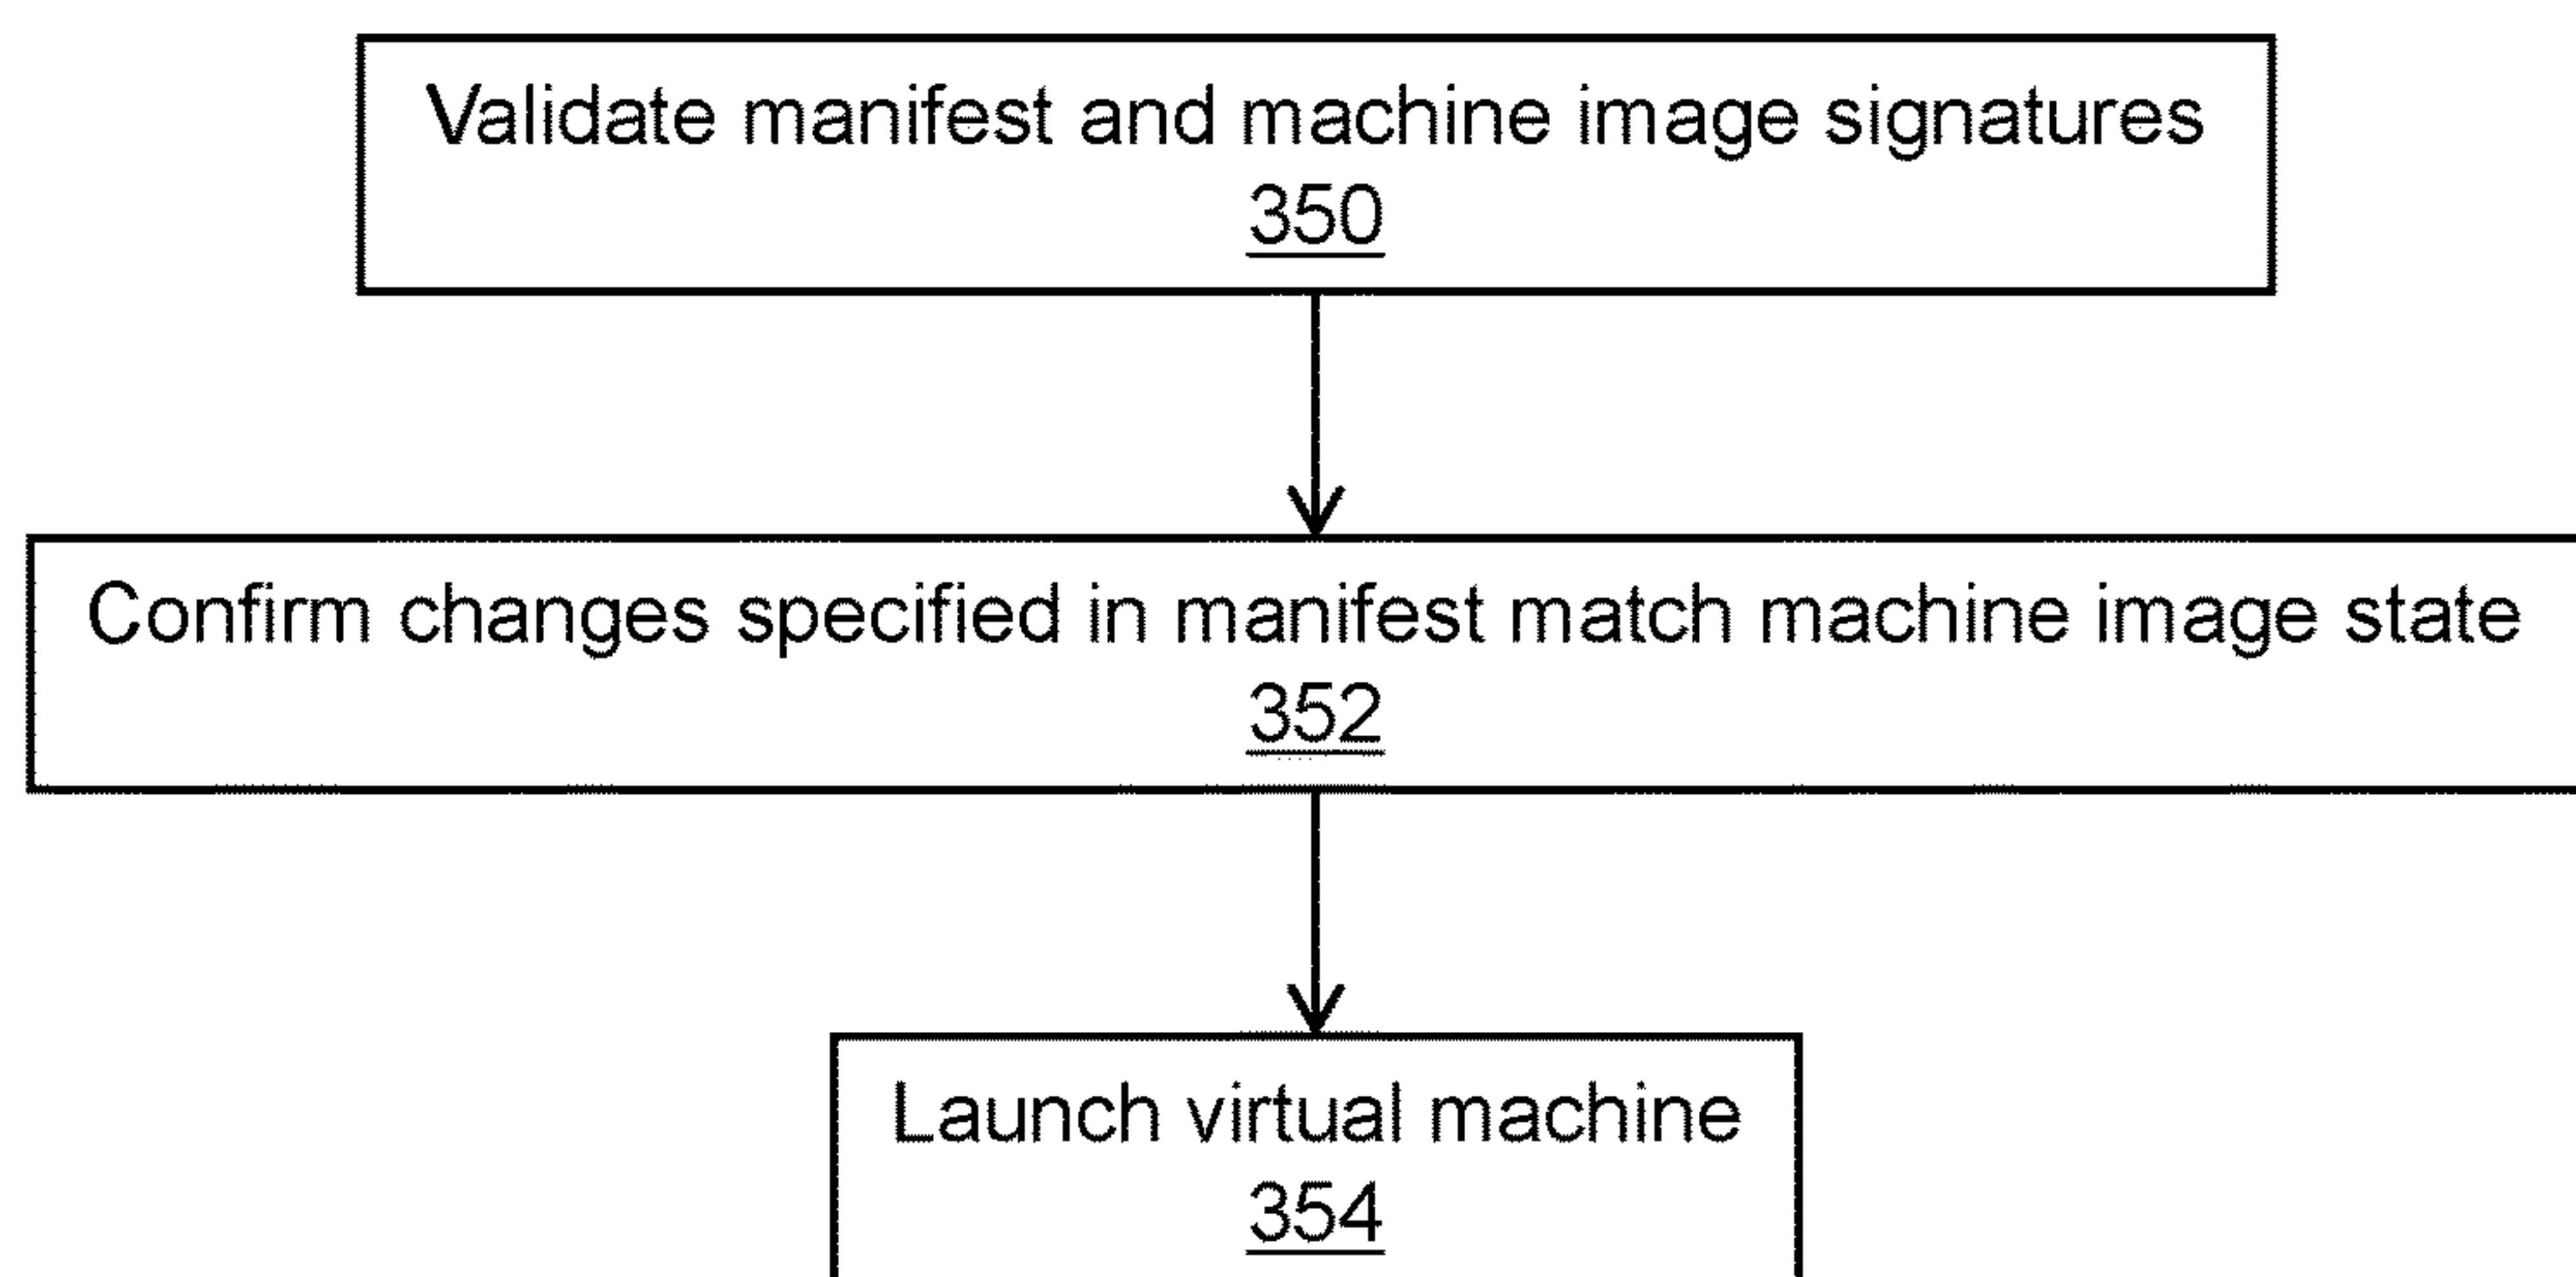 Validate manifest and machine image signatures
350
Confirm changes specified in manifest match machine image state
352
Launch virtual machine
354